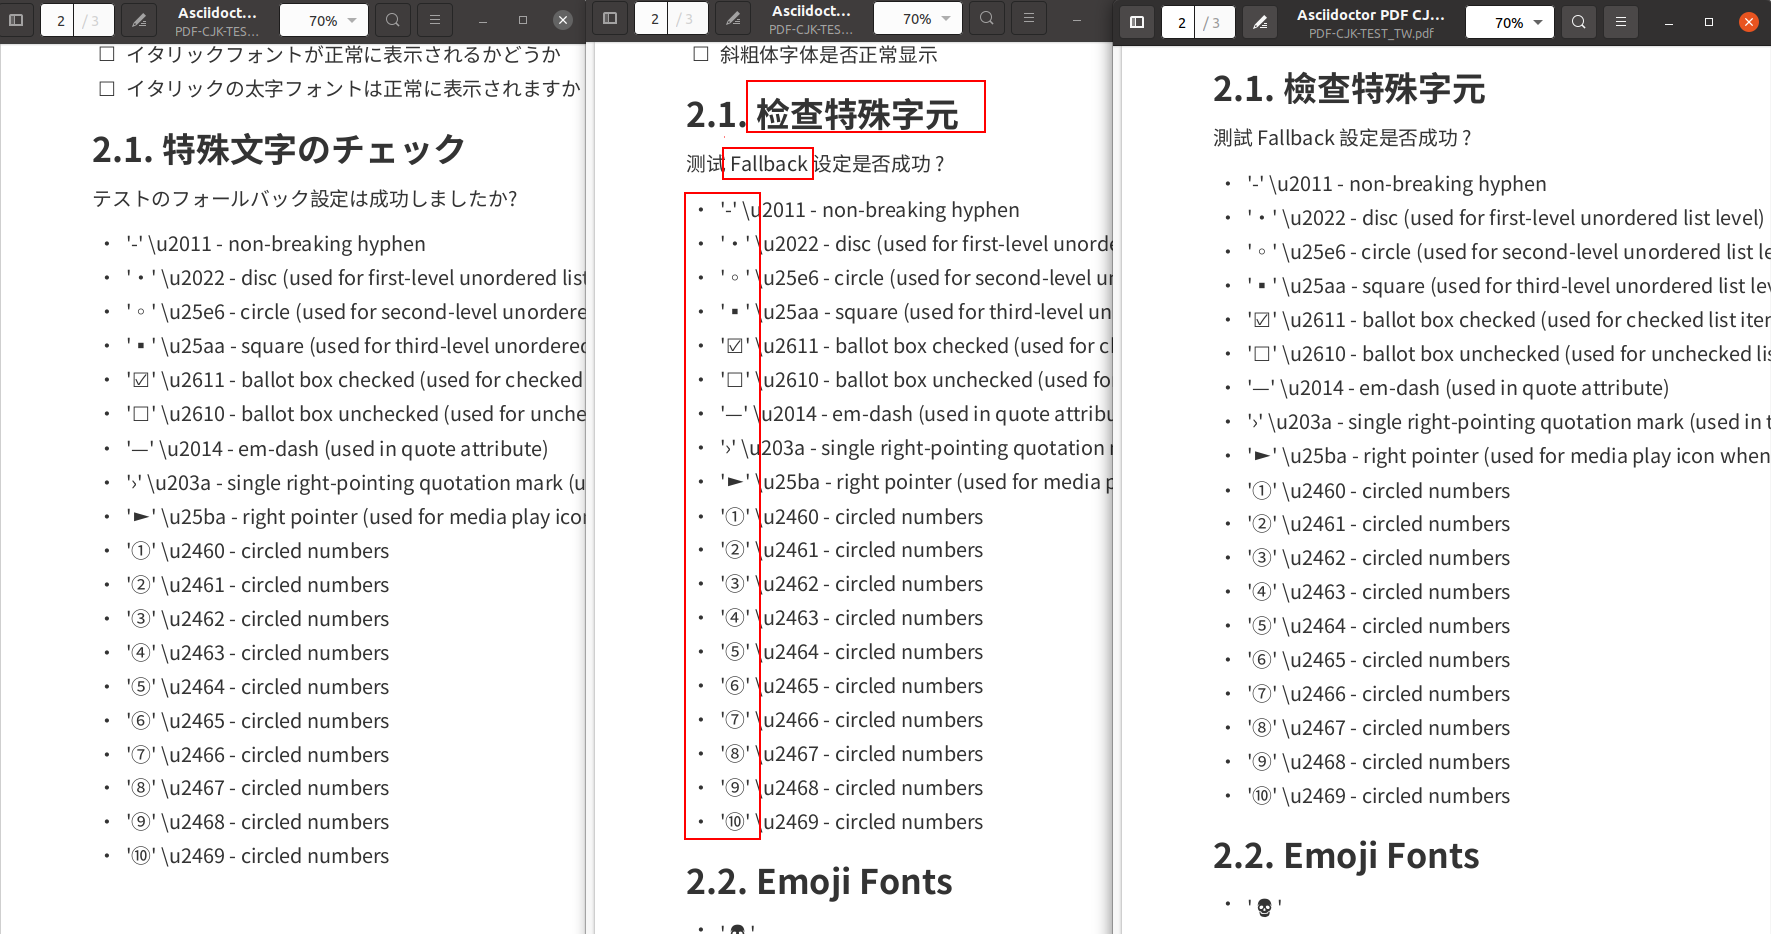 2 / 3
Asciidoct...
PDF-CJK-TES...
70%
イタリックフォントが正常に表示されるかどうか
イタリックの太字フォントは正常に表示されますか
2.1. 特殊文字のチェック
テストのフォールバック設定は成功しましたか?
• '‑' \u2011 - non-breaking hyphen
• '•' \u2022 - disc (used for first-level unordered list
• '◦' \u25e6 - circle (used for second-level unordere
• '▪' \u25aa - square (used for third-level unordered
• '☑' \u2611 - ballot box checked (used for checked
• '☐' \u2610 - ballot box unchecked (used for unche
• '—' \u2014 - em-dash (used in quote attribute)
• '›' \u203a - single right-pointing quotation mark (u
• '►' \u25ba - right pointer (used for media play icon
• '①' \u2460 - circled numbers
• '②' \u2461 - circled numbers
• '③' \u2462 - circled numbers
• '④' \u2463 - circled numbers
• '⑤' \u2464 - circled numbers
• '⑥' \u2465 - circled numbers
• '⑦' \u2466 - circled numbers
• '⑧' \u2467 - circled numbers
• '⑨' \u2468 - circled numbers
• '⑩' \u2469 - circled numbers
2 / 3
Asciidoct...
PDF-CJK-TES...
70%
斜粗体字体是否正常显示
2.1. 检查特殊字元
测试 Fallback 设定是否成功？
• '‑' \u2011 - non-breaking hyphen
• '•' \u2022 - disc (used for first-level unorde
• '◦' \u25e6 - circle (used for second-level un
• '▪' \u25aa - square (used for third-level un
• '☑' \u2611 - ballot box checked (used for c
• '☐' \u2610 - ballot box unchecked (used fo
• '—' \u2014 - em-dash (used in quote attribu
• '›' \u203a - single right-pointing quotation
• '►' \u25ba - right pointer (used for media p
• '①' \u2460 - circled numbers
• '②' \u2461 - circled numbers
• '③' \u2462 - circled numbers
• '④' \u2463 - circled numbers
• '⑤' \u2464 - circled numbers
• '⑥' \u2465 - circled numbers
• '⑦' \u2466 - circled numbers
• '⑧' \u2467 - circled numbers
• '⑨' \u2468 - circled numbers
• '⑩' \u2469 - circled numbers
2.2. Emoji Fonts
2 / 3
Asciidoctor PDF CJ...
PDF-CJK-TEST_TW.pdf
70%
2.1. 檢查特殊字元
測試 Fallback 設定是否成功？
• '‑' \u2011 - non-breaking hyphen
• '•' \u2022 - disc (used for first-level unordered list level)
• '◦' \u25e6 - circle (used for second-level unordered list le
• '▪' \u25aa - square (used for third-level unordered list lev
• '☑' \u2611 - ballot box checked (used for checked list iten
• '☐' \u2610 - ballot box unchecked (used for unchecked lis
• '—' \u2014 - em-dash (used in quote attribute)
• '›' \u203a - single right-pointing quotation mark (used in t
• '►' \u25ba - right pointer (used for media play icon when
• '①' \u2460 - circled numbers
• '②' \u2461 - circled numbers
• '③' \u2462 - circled numbers
• '④' \u2463 - circled numbers
• '⑤' \u2464 - circled numbers
• '⑥' \u2465 - circled numbers
• '⑦' \u2466 - circled numbers
• '⑧' \u2467 - circled numbers
• '⑨' \u2468 - circled numbers
• '⑩' \u2469 - circled numbers
2.2. Emoji Fonts
• '💀'